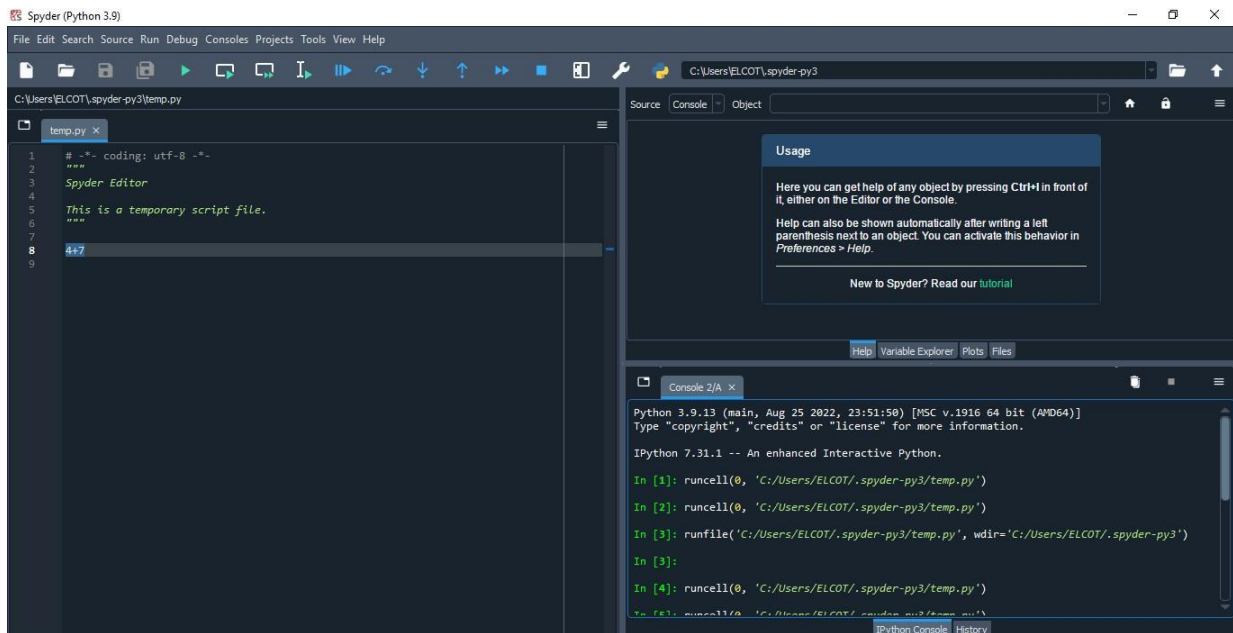 Spyder (Python 3.9)
File Edit Search Source Run Debug Consoles Projects Tools View Help
C:\Users\ELCOT\.spyder-py3
C:\Users\ELCOT\.spyder-py3\temp.py
temp.py
1 # -*- coding: utf-8 -*-
2 """
3 Spyder Editor
4
5 This is a temporary script file.
6 """
7
8 4+7
9
Source Console Object
Usage
Here you can get help of any object by pressing Ctrl+I in front of
it, either on the Editor or the Console.
Help can also be shown automatically after writing a left
parenthesis next to an object. You can activate this behavior in
Preferences > Help.
New to Spyder? Read our tutorial
Help Variable Explorer Plots Files
Console 2/A
Python 3.9.13 (main, Aug 25 2022, 23:51:50) [MSC v.1916 64 bit (AMD64)]
Type "copyright", "credits" or "license" for more information.
IPython 7.31.1 -- An enhanced Interactive Python.
In [1]: runcell(0, 'C:/Users/ELCOT/.spyder-py3/temp.py')
In [2]: runcell(0, 'C:/Users/ELCOT/.spyder-py3/temp.py')
In [3]: runfile('C:/Users/ELCOT/.spyder-py3/temp.py', wdir='C:/Users/ELCOT/.spyder-py3')
In [3]:
In [4]: runcell(0, 'C:/Users/ELCOT/.spyder-py3/temp.py')
In [5]: runcell(0, 'C:/Users/ELCOT/.spyder-py3/temp.py')
IPython Console History